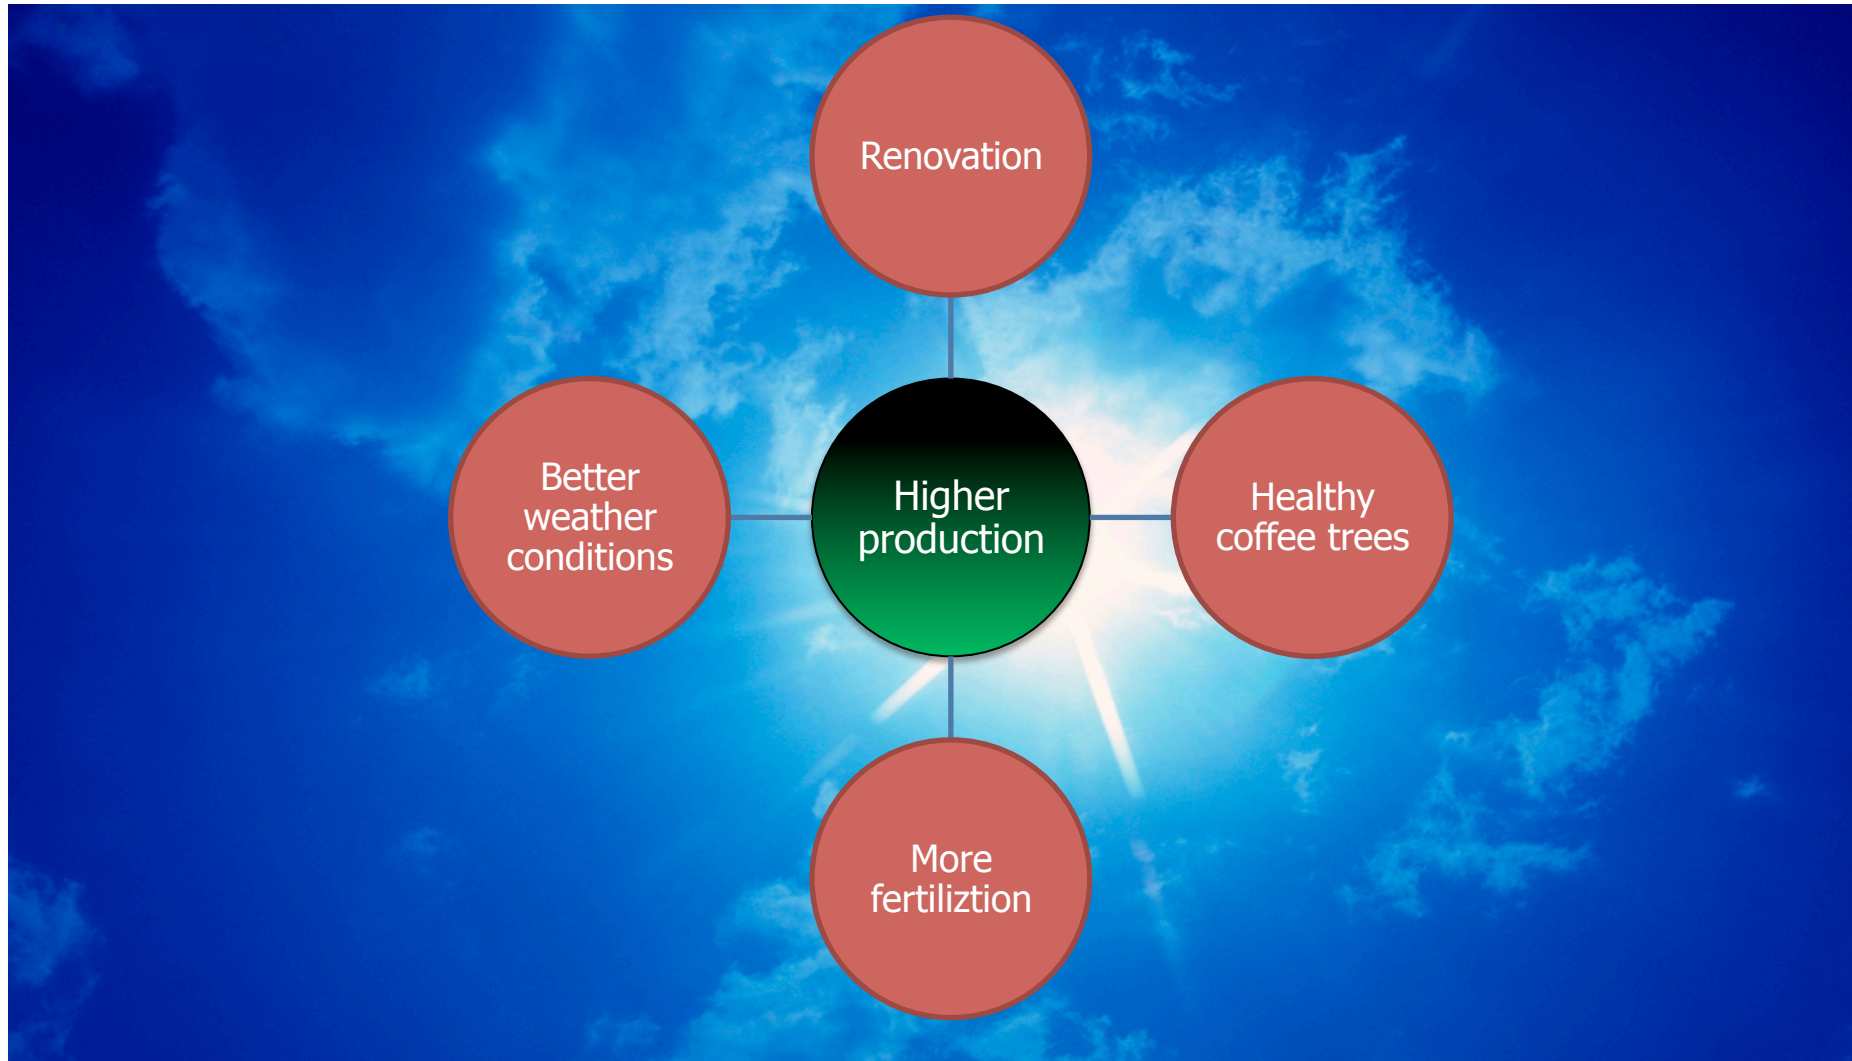 Renovation
Better
weather
conditions
Higher
production
Healthy
coffee trees
More
fertiliztion